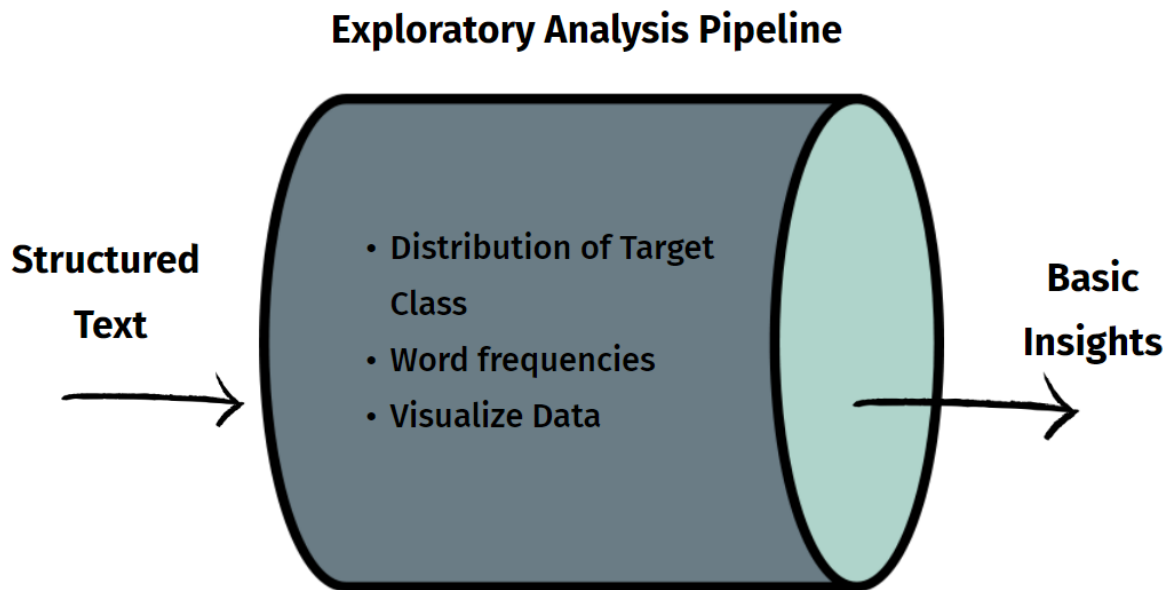 Exploratory Analysis Pipeline
Structured
Text
• Distribution of Target
Class
• Word frequencies
• Visualize Data
Basic
Insights